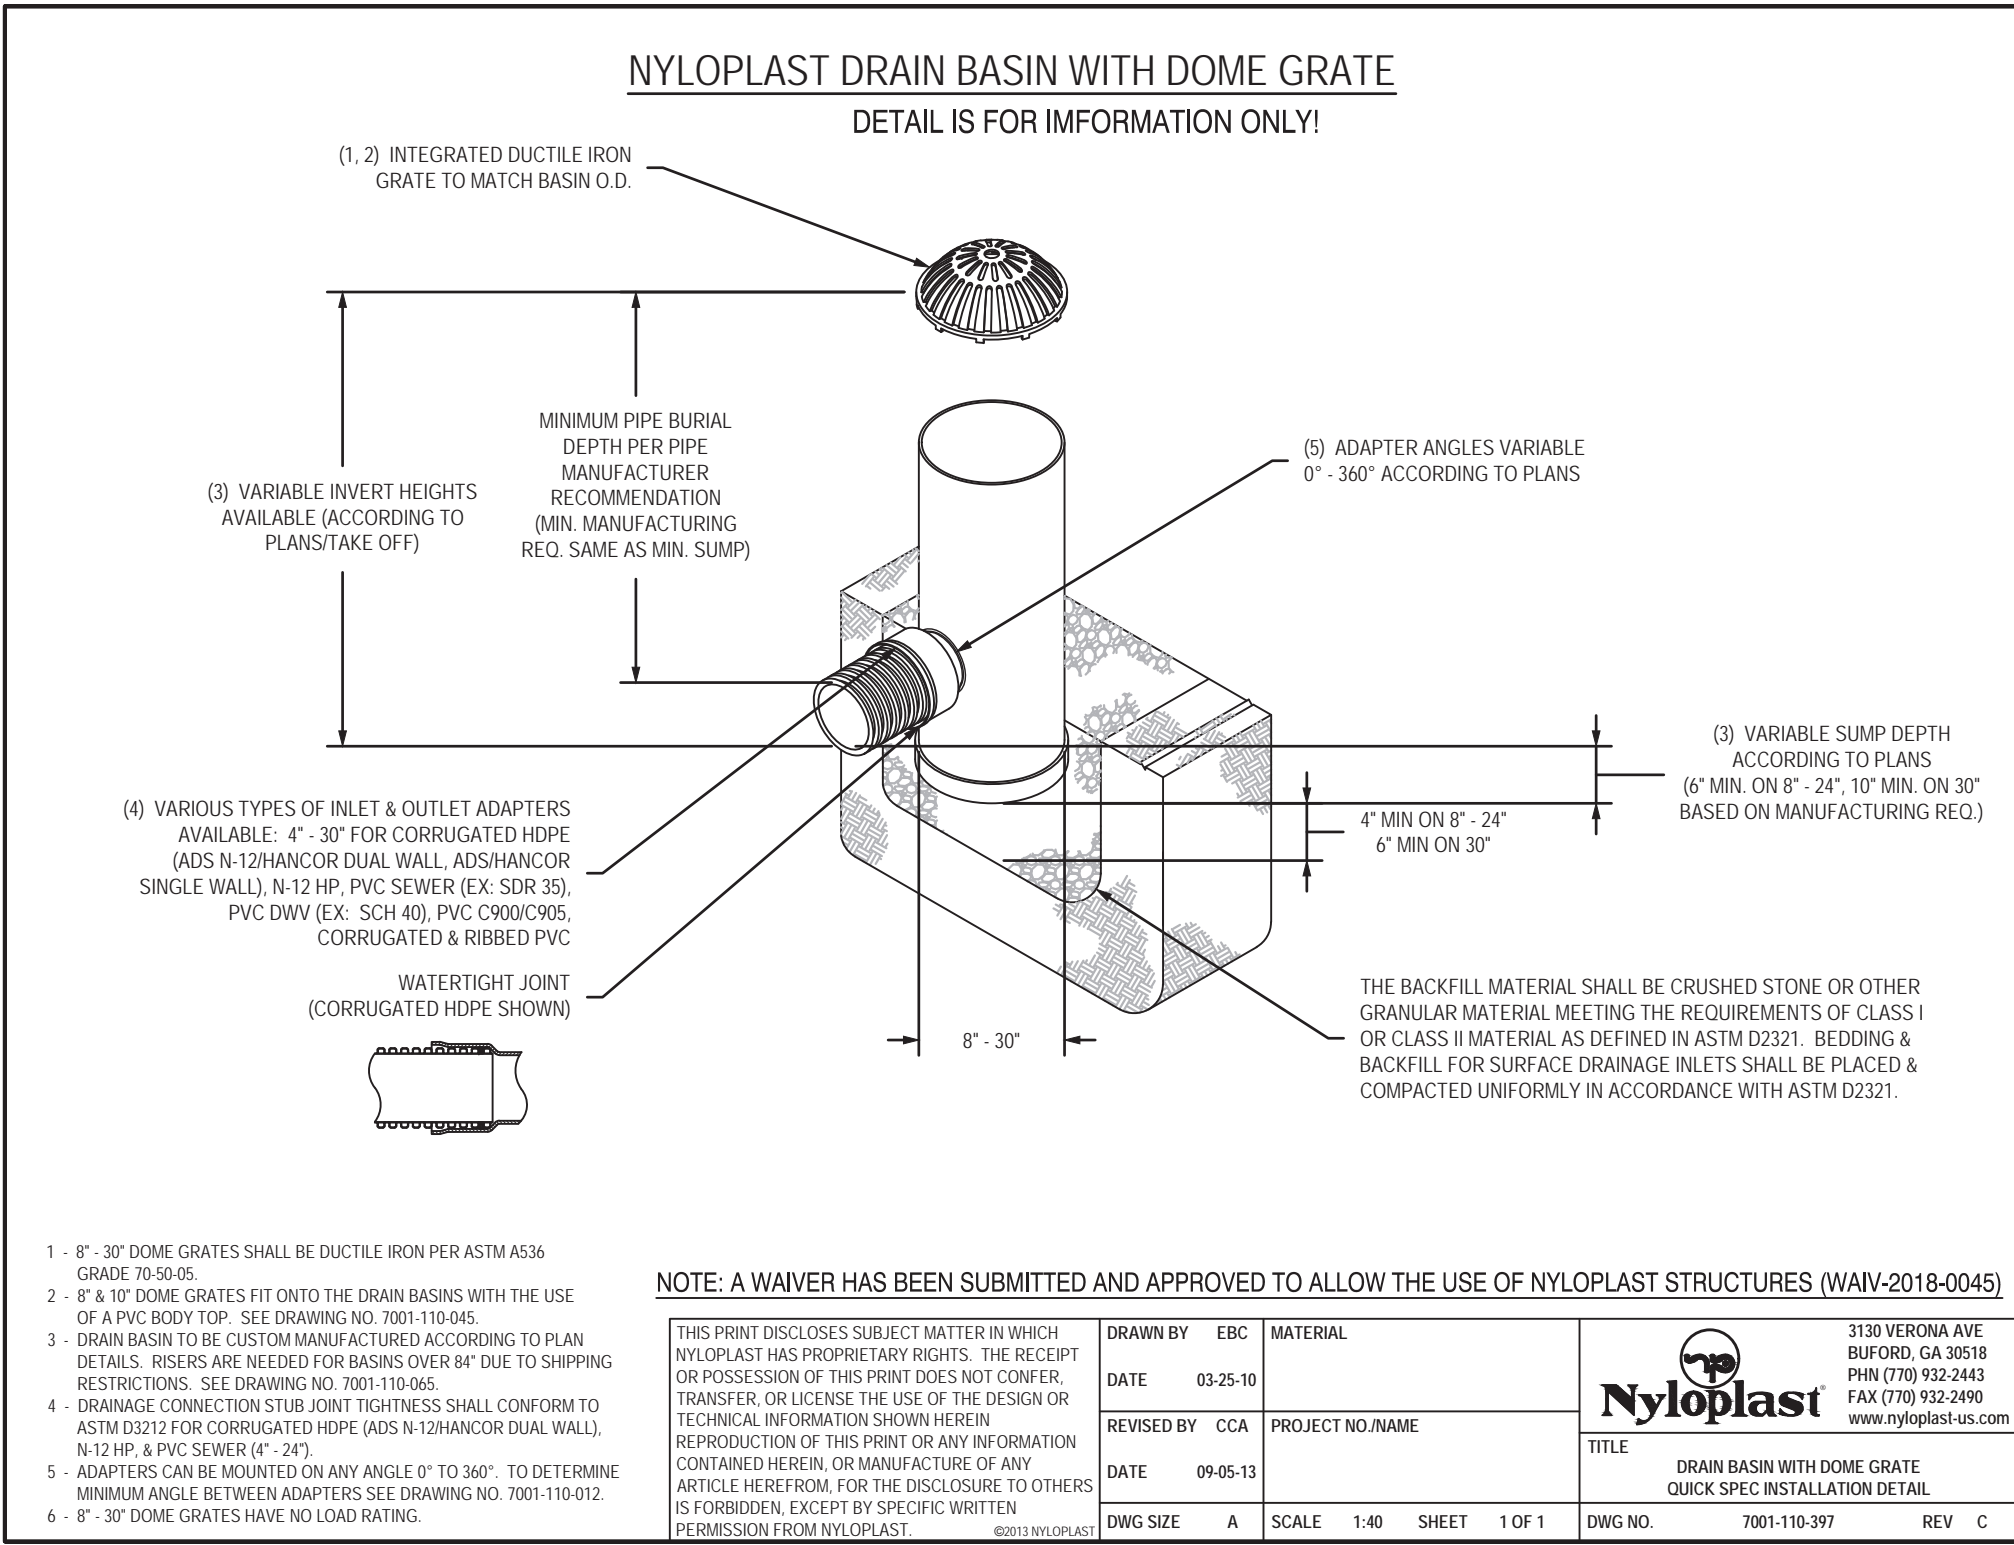 NYLOPLAST DRAIN BASIN WITH DOME GRATE
DETAIL IS FOR IMFORMATION ONLY!
(1, 2) INTEGRATED DUCTILE IRON
GRATE TO MATCH BASIN O.D.
MINIMUM PIPE BURIAL
DEPTH PER PIPE
MANUFACTURER
RECOMMENDATION
(MIN. MANUFACTURING
REQ. SAME AS MIN. SUMP)
(3) VARIABLE INVERT HEIGHTS
AVAILABLE (ACCORDING TO
PLANS/TAKE OFF)
(5) ADAPTER ANGLES VARIABLE
0° - 360° ACCORDING TO PLANS
(3) VARIABLE SUMP DEPTH
ACCORDING TO PLANS
(6" MIN. ON 8" - 24", 10" MIN. ON 30"
BASED ON MANUFACTURING REQ.)
4" MIN ON 8" - 24"
6" MIN ON 30"
(4) VARIOUS TYPES OF INLET & OUTLET ADAPTERS
AVAILABLE: 4" - 30" FOR CORRUGATED HDPE
(ADS N-12/HANCOR DUAL WALL, ADS/HANCOR
SINGLE WALL), N-12 HP, PVC SEWER (EX: SDR 35),
PVC DWV (EX: SCH 40), PVC C900/C905,
CORRUGATED & RIBBED PVC
WATERTIGHT JOINT
(CORRUGATED HDPE SHOWN)
8" - 30"
THE BACKFILL MATERIAL SHALL BE CRUSHED STONE OR OTHER
GRANULAR MATERIAL MEETING THE REQUIREMENTS OF CLASS I
OR CLASS II MATERIAL AS DEFINED IN ASTM D2321. BEDDING &
BACKFILL FOR SURFACE DRAINAGE INLETS SHALL BE PLACED &
COMPACTED UNIFORMLY IN ACCORDANCE WITH ASTM D2321.
1 - 8" - 30" DOME GRATES SHALL BE DUCTILE IRON PER ASTM A536
GRADE 70-50-05.
2 - 8" & 10" DOME GRATES FIT ONTO THE DRAIN BASINS WITH THE USE
OF A PVC BODY TOP. SEE DRAWING NO. 7001-110-045.
3 - DRAIN BASIN TO BE CUSTOM MANUFACTURED ACCORDING TO PLAN
DETAILS. RISERS ARE NEEDED FOR BASINS OVER 84" DUE TO SHIPPING
RESTRICTIONS. SEE DRAWING NO. 7001-110-065.
4 - DRAINAGE CONNECTION STUB JOINT TIGHTNESS SHALL CONFORM TO
ASTM D3212 FOR CORRUGATED HDPE (ADS N-12/HANCOR DUAL WALL),
N-12 HP, & PVC SEWER (4" - 24").
5 - ADAPTERS CAN BE MOUNTED ON ANY ANGLE 0° TO 360°. TO DETERMINE
MINIMUM ANGLE BETWEEN ADAPTERS SEE DRAWING NO. 7001-110-012.
6 - 8" - 30" DOME GRATES HAVE NO LOAD RATING.
NOTE: A WAIVER HAS BEEN SUBMITTED AND APPROVED TO ALLOW THE USE OF NYLOPLAST STRUCTURES (WAIV-2018-0045)
THIS PRINT DISCLOSES SUBJECT MATTER IN WHICH
NYLOPLAST HAS PROPRIETARY RIGHTS. THE RECEIPT
OR POSSESSION OF THIS PRINT DOES NOT CONFER,
TRANSFER, OR LICENSE THE USE OF THE DESIGN OR
TECHNICAL INFORMATION SHOWN HEREIN
REPRODUCTION OF THIS PRINT OR ANY INFORMATION
CONTAINED HEREIN, OR MANUFACTURE OF ANY
ARTICLE HEREFROM, FOR THE DISCLOSURE TO OTHERS
IS FORBIDDEN, EXCEPT BY SPECIFIC WRITTEN
PERMISSION FROM NYLOPLAST. ©2013 NYLOPLAST
DRAWN BY EBC
DATE 03-25-10
REVISED BY CCA
DATE 09-05-13
DWG SIZE A
MATERIAL
PROJECT NO./NAME
SCALE 1:40 SHEET 1 OF 1
Nyloplast®
3130 VERONA AVE
BUFORD, GA 30518
PHN (770) 932-2443
FAX (770) 932-2490
www.nyloplast-us.com
TITLE
DRAIN BASIN WITH DOME GRATE
QUICK SPEC INSTALLATION DETAIL
DWG NO. 7001-110-397 REV C